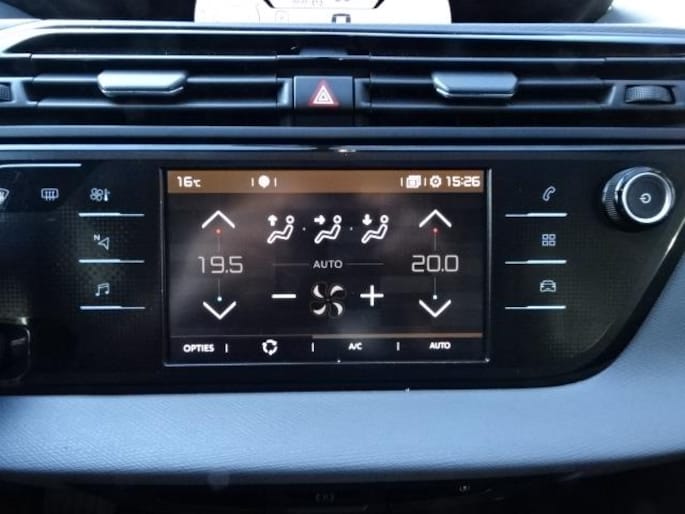 16°C 15:26
19.5 AUTO 20.0
OPTIES A/C AUTO
N